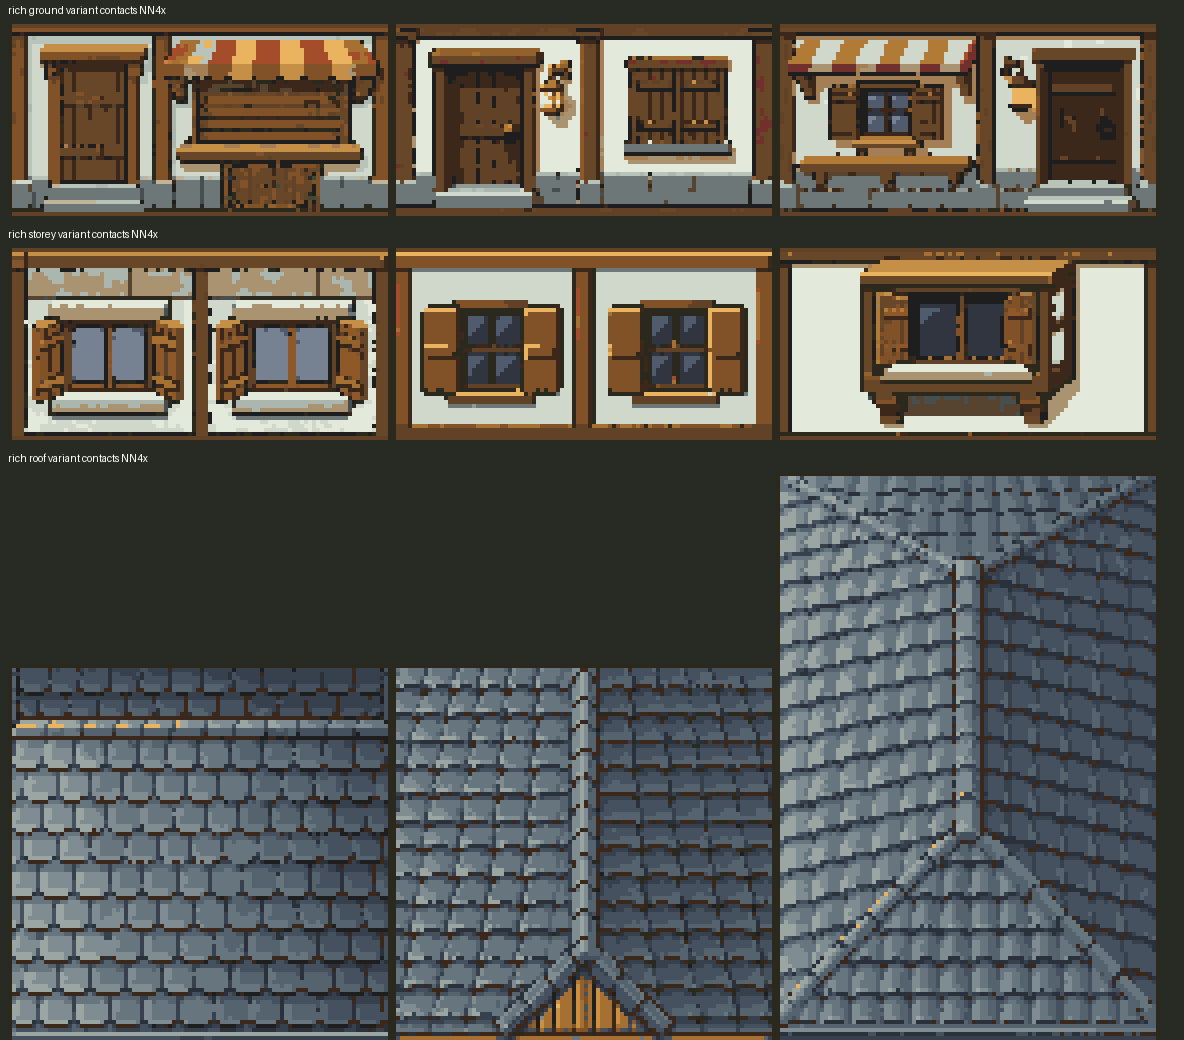 rich ground variant contacts NN4x
rich storey variant contacts NN4x
rich roof variant contacts NN4x